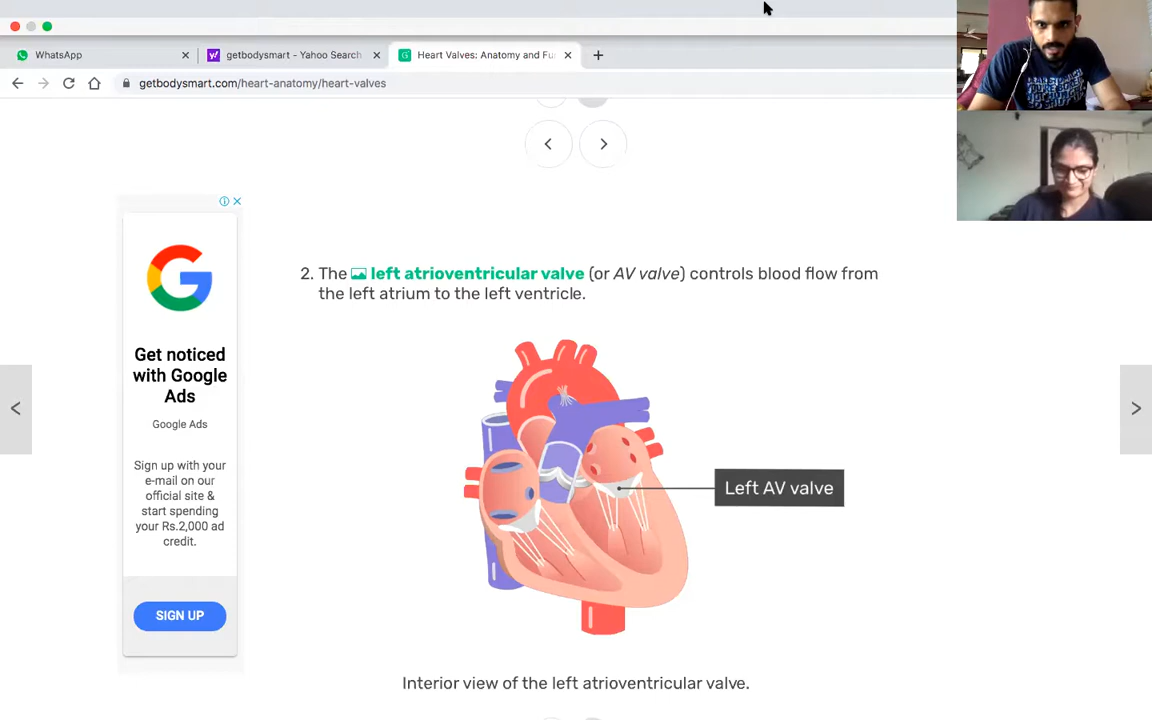 WhatsApp
getbodysmart - Yahoo Search
Heart Valves: Anatomy and Fu
getbodysmart.com/heart-anatomy/heart-valves
Get noticed
with Google
Ads
Google Ads
Sign up with your
e-mail on our
official site &
start spending
your Rs.2,000 ad
credit.
SIGN UP
2. The left atrioventricular valve (or AV valve) controls blood flow from
the left atrium to the left ventricle.
Left AV valve
Interior view of the left atrioventricular valve.